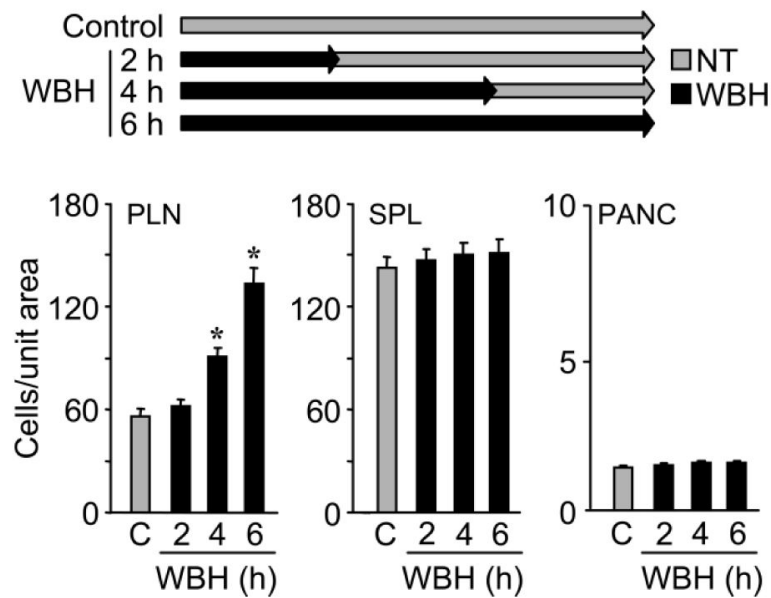 Control
2 h
NT
WBH
4 h
WBH
6 h
180
PLN
180
SPL
10
PANC
*
*
120
120
5
60
60
Cells/unit area
0
0
0
C 2 4 6
C 2 4 6
C 2 4 6
WBH (h)
WBH (h)
WBH (h)